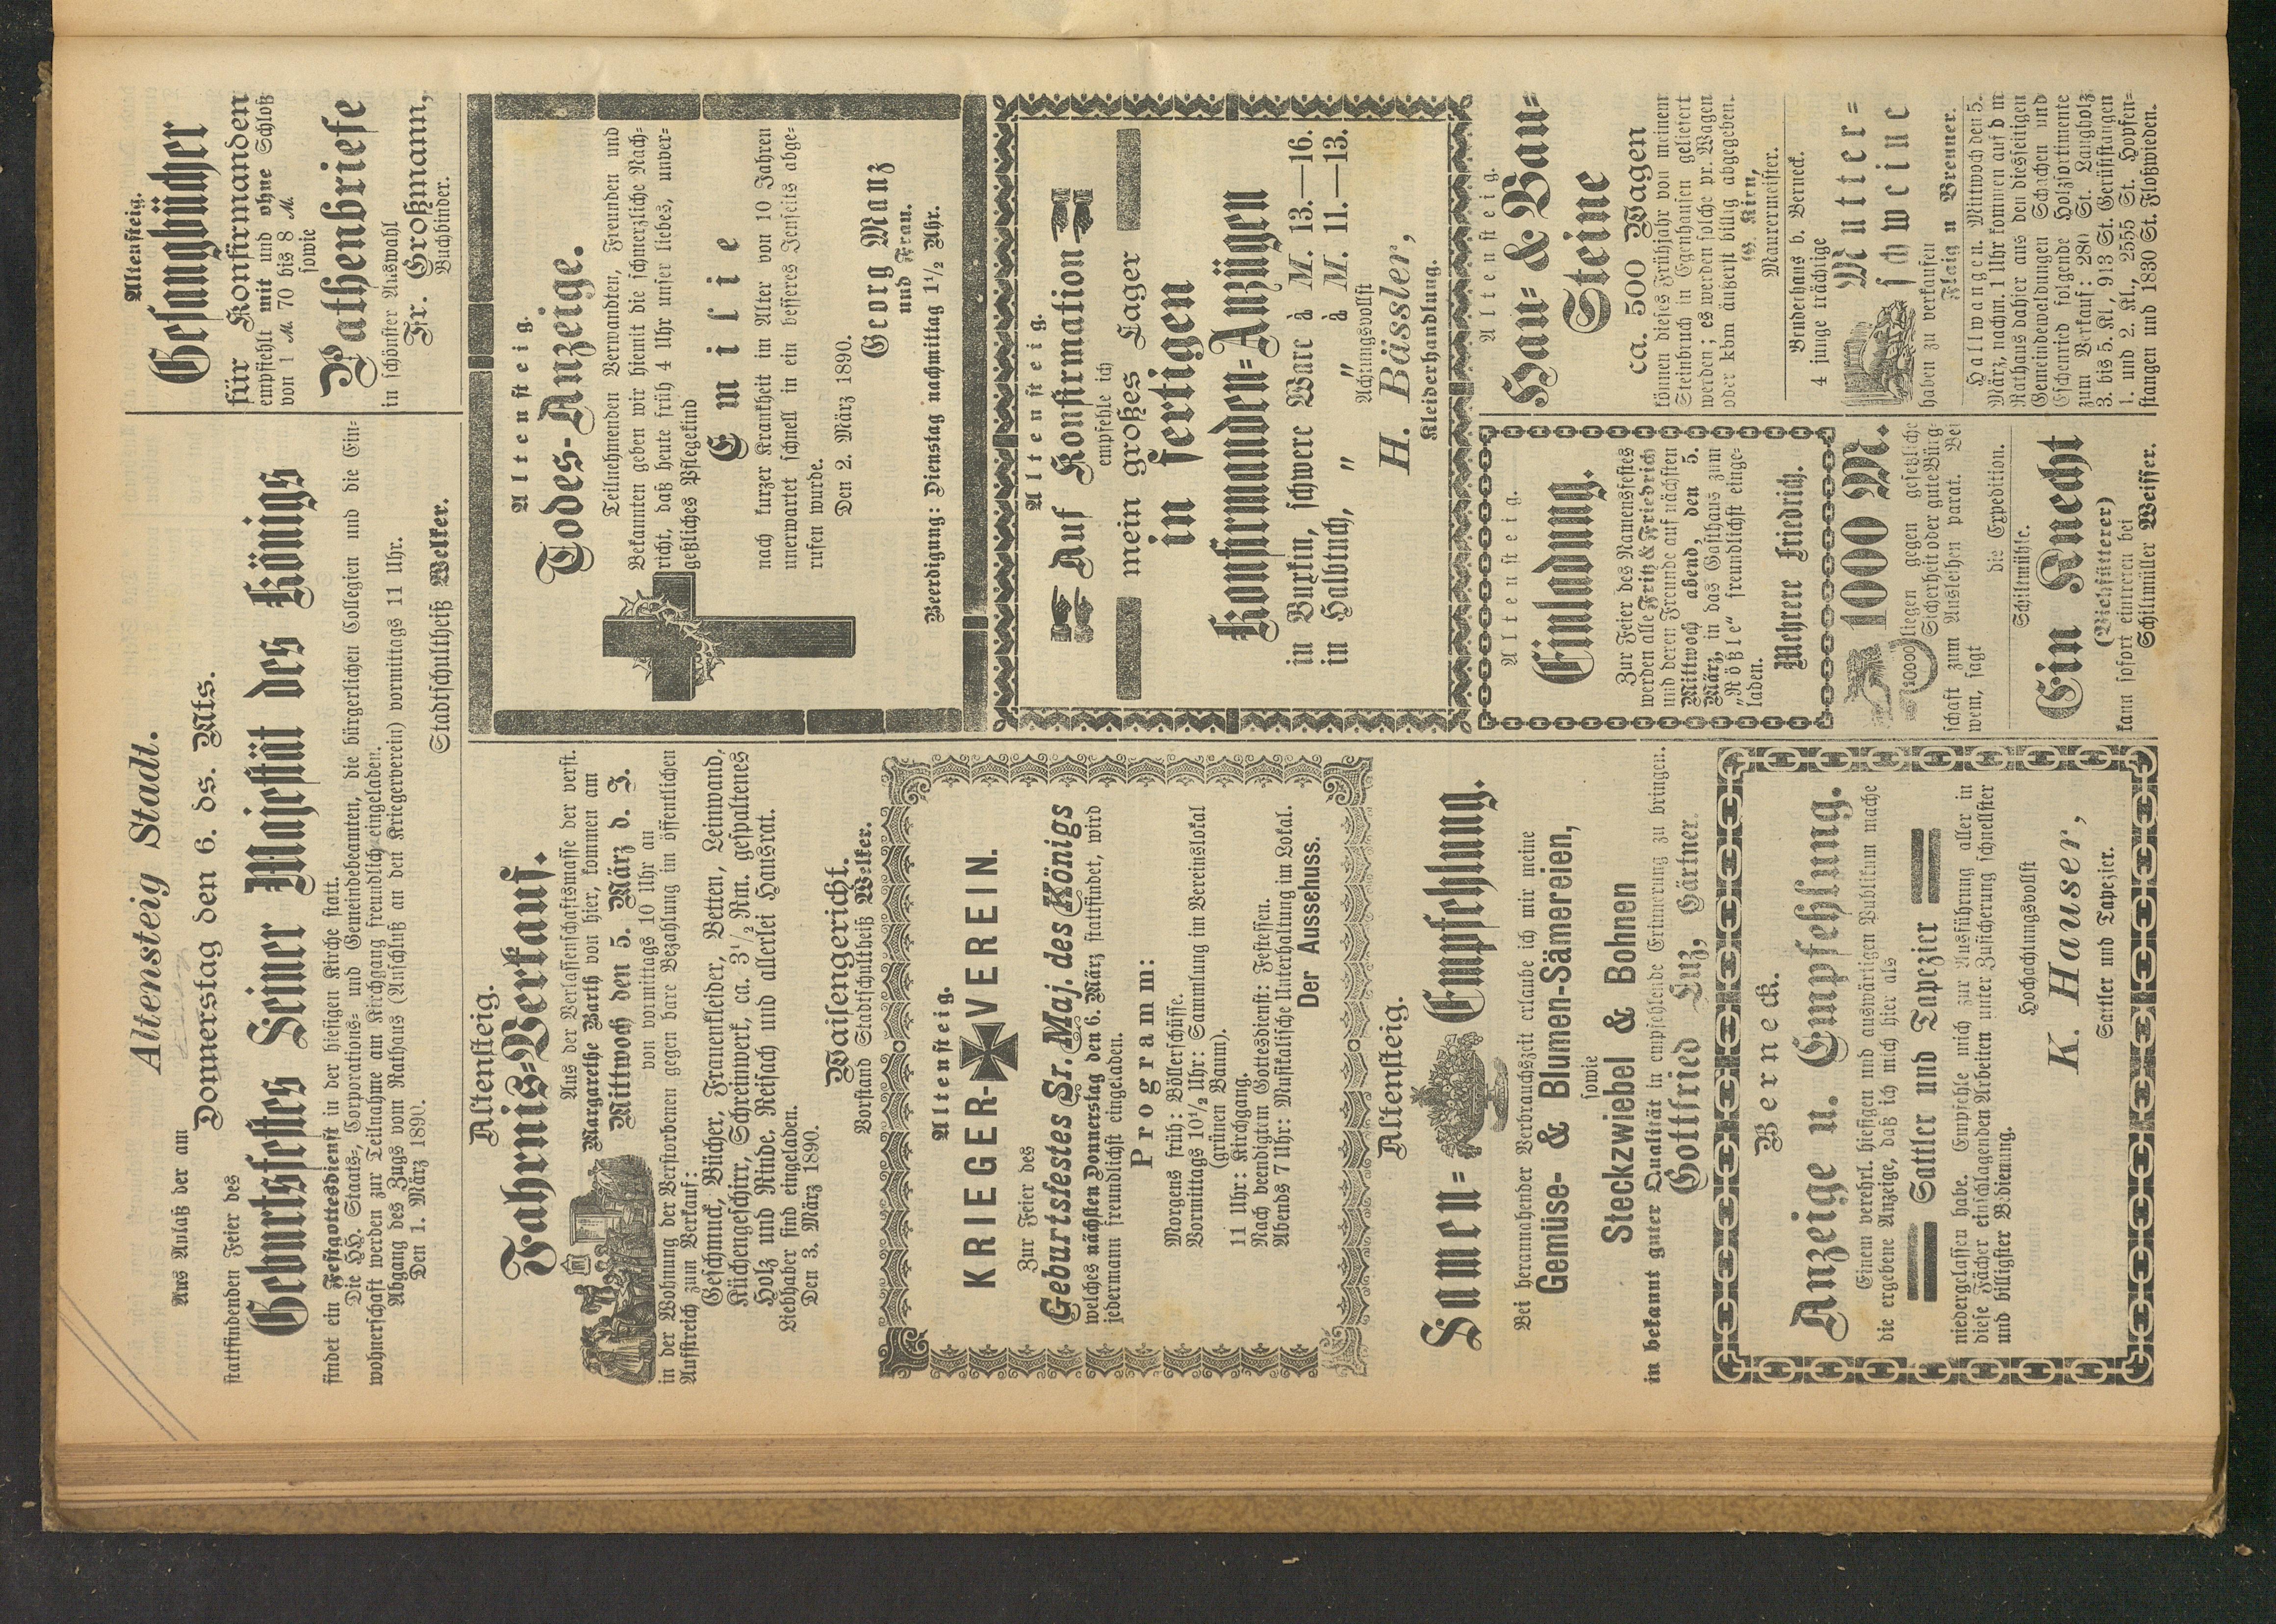 Altensteig Stadt.
Aus Anlaß der am
Donnerstag den 6. ds. Mts.
stattfindenden Feier des
Geburtsfestes Seiner Majestät des Königs
findet ein Festgottesdienst in der hiesigen Kirche statt.
Die HH. Staats-, Corporations- und Gemeindebeamten, die bürgerlichen Collegien und die Ein-
wohnerschaft werden zur Teilnahme am Kirchgang freundlich eingeladen.
Abgang des Zugs vom Rathaus (Anschluß an den Kriegerverein) vormittags 11 Uhr.
Den 1. März 1890.
Stadtschultheiß Welker.
Altensteig.
Gesangbücher
für Konfirmanden
empfiehlt mit und ohne Schloß
von 1 M. 70 bis 8 M.
sowie
Pathenbriefe
in schönster Auswahl
Fr. Großmann,
Buchbinder.
Altensteig.
Fahrnis-Verkauf.
Aus der Verlassenschaftsmasse der verst.
Margarethe Barth von hier, kommen am
Mittwoch den 5. März d. J.
von vormittags 10 Uhr an
in der Wohnung der Verstorbenen gegen bare Bezahlung im öffentlichen
Aufstreich zum Verkauf:
Geschmuck, Bücher, Frauenkleider, Betten, Leinwand,
Küchengeschirr, Schreinwerk, ca. 3½ Rm. gespaltenes
Holz und Rinde, Reisach und allerlei Hausrat.
Liebhaber sind eingeladen.
Den 3. März 1890.
Waisengericht.
Vorstand Stadtschultheiß Welker.
Altensteig.
KRIEGER-VEREIN.
Zur Feier des
Geburtsfestes Sr. Maj. des Königs
welches nächsten Donnerstag den 6. März stattfindet, wird
jedermann freundlichst eingeladen.
Programm:
Morgens früh: Böllerschüsse.
Vormittags 10½ Uhr: Sammlung im Vereinslokal
(grünen Baum).
11 Uhr: Kirchgang.
Nach beendigtem Gottesdienst: Festessen.
Abends 7 Uhr: Musikalische Unterhaltung im Lokal.
Der Ausschuss.
Altensteig.
Samen-Empfehlung.
Bei herannahender Verbrauchszeit erlaube ich mir meine
Gemüse- & Blumen-Sämereien,
sowie
Steckzwiebel & Bohnen
in bekannt guter Qualität in empfehlende Erinnerung zu bringen.
Gottfried Luz, Gärtner.
Berneck.
Anzeige u. Empfehlung.
Einem verehrl. hiesigen und auswärtigen Publikum mache
die ergebene Anzeige, daß ich mich hier als
Sattler und Tapezier
niedergelassen habe. Empfehle mich zur Ausführung aller in
diese Fächer einschlagenden Arbeiten unter Zusicherung schnellster
und billigster Bedienung.
Hochachtungsvollst
K. Hauser,
Sattler und Tapezier.
Altensteig.
Todes-Anzeige.
Teilnehmenden Verwandten, Freunden und
Bekannten geben wir hiemit die schmerzliche Nach-
richt, daß heute früh 4 Uhr unser liebes, unver-
geßliches Pflegekind
Emilie
nach kurzer Krankheit im Alter von 10 Jahren
unerwartet schnell in ein besseres Jenseits abge-
rufen wurde.
Den 2. März 1890.
Georg Manz
und Frau.
Beerdigung: Dienstag nachmittag 1½ Uhr.
Altensteig.
Auf Konfirmation
empfehle ich
mein großes Lager
in fertigen
Konfirmanden-Anzügen
in Buxkin, schwere Ware à M. 13.—16.
in Halbtuch, „ „ à M. 11.—13.
Achtungsvollst
H. Bässler,
Kleiderhandlung.
Altensteig.
Einladung.
Zur Feier des Namensfestes
werden alle Fritz & Friedrich
und deren Freunde auf nächsten
Mittwoch abend, den 5.
März, in das Gasthaus zum
„Rößle“ freundlichst einge-
laden.
Mehrere Friedrich.
1000 M.
10000
liegen gegen gesetzliche
Sicherheit oder gute Bürg-
schaft zum Ausleihen parat. Bei
wem, sagt
die Expedition.
Schiltmühle.
Ein Knecht
(Viehfütterer)
kann sofort eintreten bei
Schiltmüller Weisser.
Altensteig.
Hau- & Bau-
Steine
ca. 500 Wagen
können dieses Frühjahr von meinem
Steinbruch in Egenhausen geliefert
werden; es werden solche pr. Wagen
oder kbm äußerst billig abgegeben.
G. Kirn,
Maurermeister.
Bruderhaus b. Berneck.
4 junge trächtige
Mutter-
schweine
haben zu verkaufen
Flaig u Brenner.
Hallwangen. Mittwoch den 5.
März, nachm. 1 Uhr kommen auf dem
Rathaus dahier aus den diesseitigen
Gemeindewaldungen Schachen und
Eschenried folgende Holzsortimente
zum Verkauf: 280 St. Langholz
3. bis 5. Kl., 913 St. Gerüststangen
1. und 2. Kl., 2555 St. Hopfen-
stangen und 1830 St. Floßwieden.